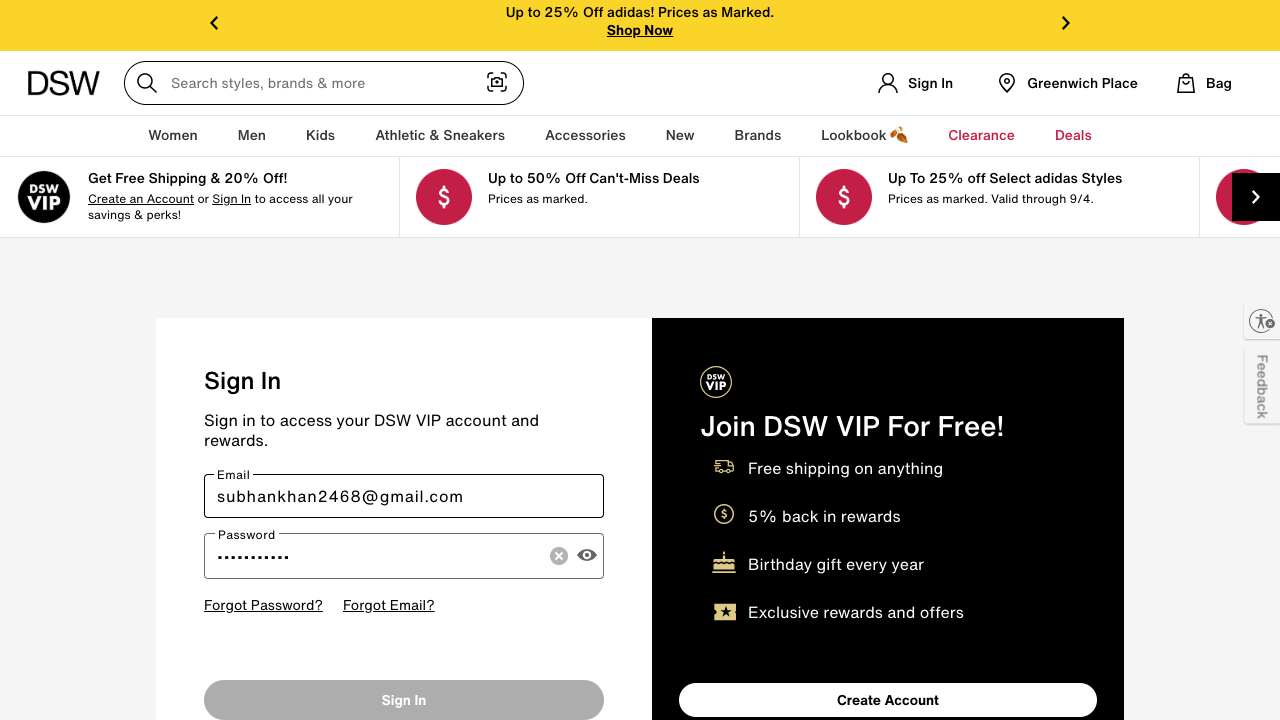 Up to 25% Off adidas! Prices as Marked.
Shop Now
DSW
Search styles, brands & more
Sign In
Greenwich Place
Bag
Women
Men
Kids
Athletic & Sneakers
Accessories
New
Brands
Lookbook
Clearance
Deals
DSW
VIP
Get Free Shipping & 20% Off!
Create an Account or Sign In to access all your
savings & perks!
$
Up to 50% Off Can't-Miss Deals
Prices as marked.
$
Up To 25% off Select adidas Styles
Prices as marked. Valid through 9/4.
Feedback
Sign In
Sign in to access your DSW VIP account and
rewards.
Email
subhankhan2468@gmail.com
Password
•••••••••••
Forgot Password?
Forgot Email?
Sign In
DSW
VIP
Join DSW VIP For Free!
Free shipping on anything
$
5% back in rewards
Birthday gift every year
Exclusive rewards and offers
Create Account